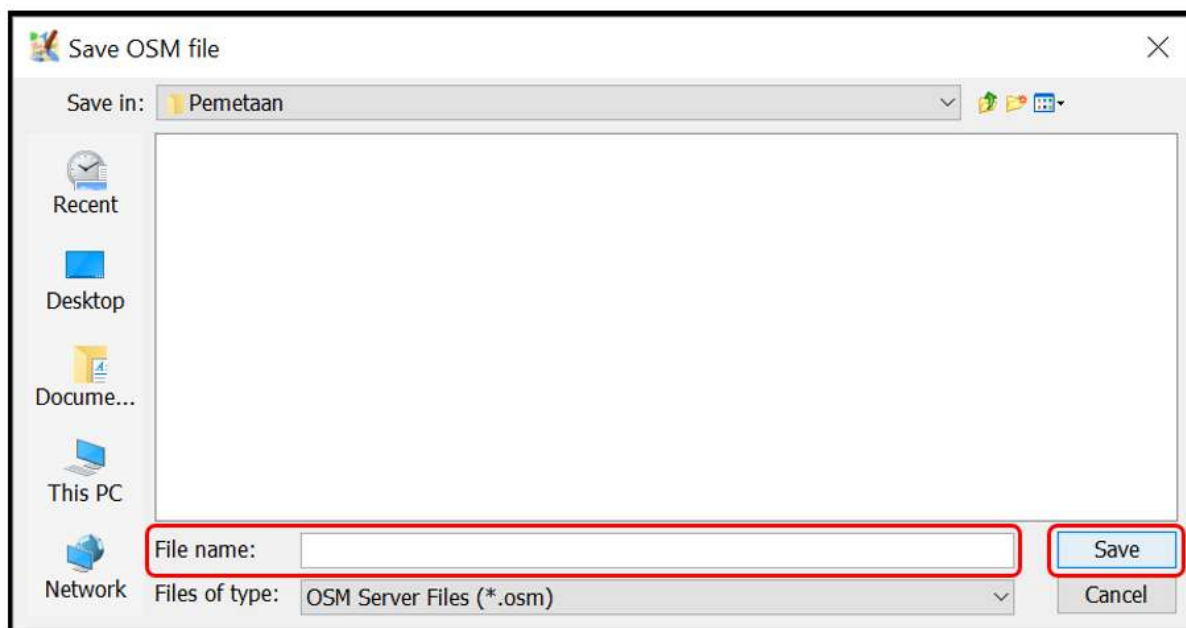 Save OSM file
Save in: Pemetaan
Recent
Desktop
Docume...
This PC
Network
File name:
Save
Files of type: OSM Server Files (*.osm)
Cancel